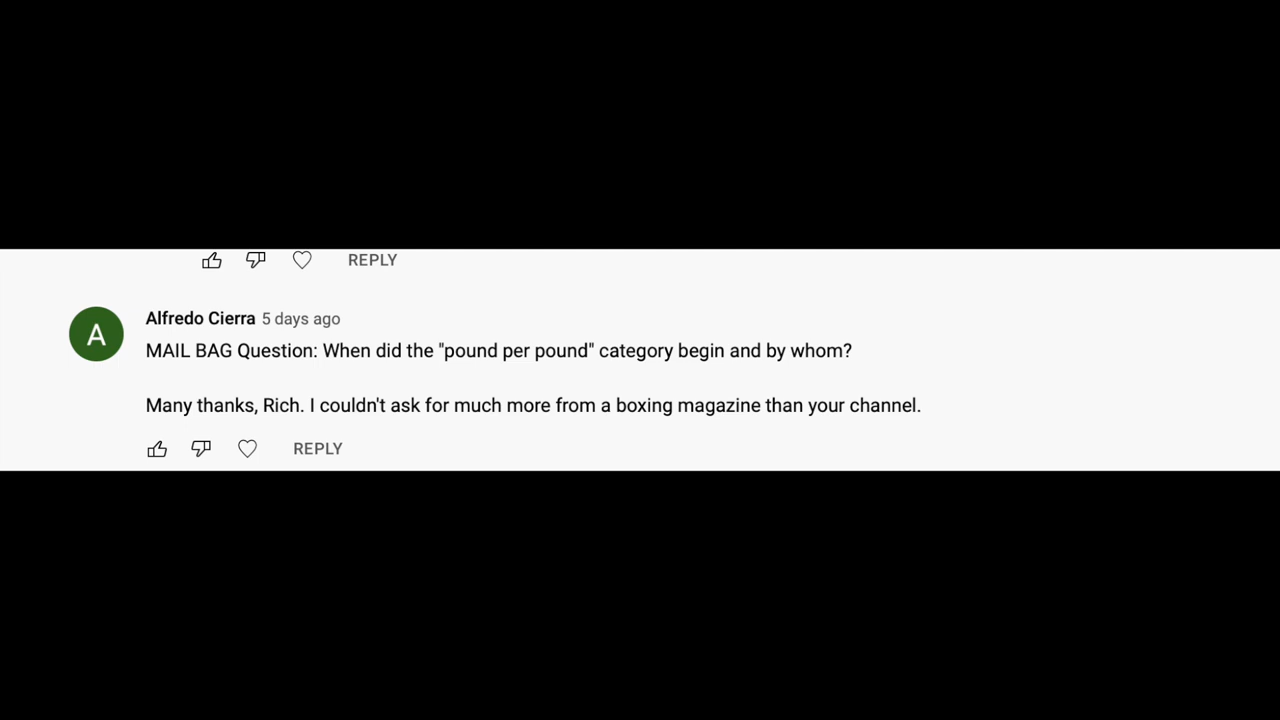 REPLY
Alfredo Cierra 5 days ago
MAIL BAG Question: When did the "pound per pound" category begin and by whom?
Many thanks, Rich. I couldn't ask for much more from a boxing magazine than your channel.
REPLY
A